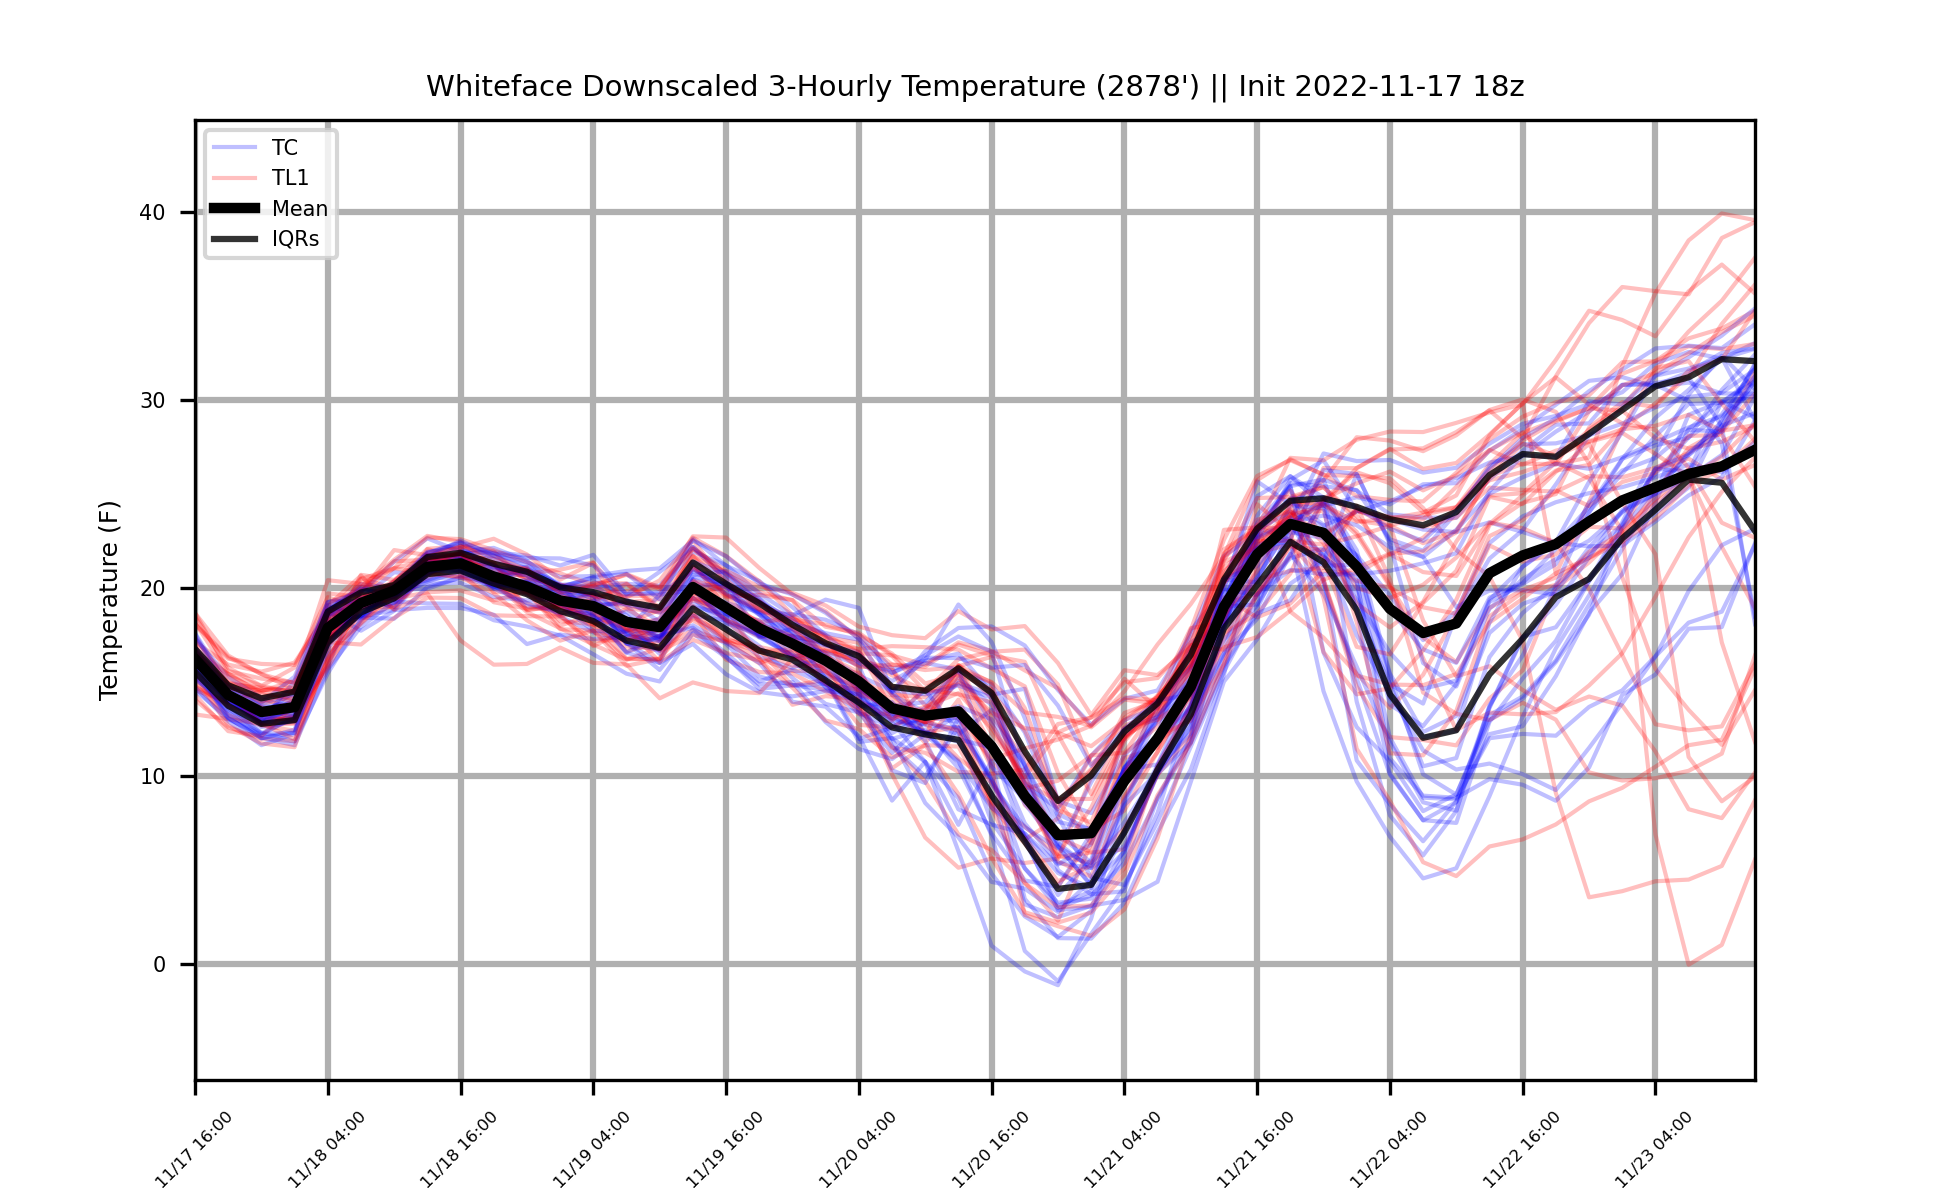 Whiteface Downscaled 3-Hourly Temperature (2878') || Init 2022-11-17 18z
TC
TL1
Mean
IQRs
Temperature (F)
40
30
20
10
0
11/17 16:00
11/18 04:00
11/18 16:00
11/19 04:00
11/19 16:00
11/20 04:00
11/20 16:00
11/21 04:00
11/21 16:00
11/22 04:00
11/22 16:00
11/23 04:00